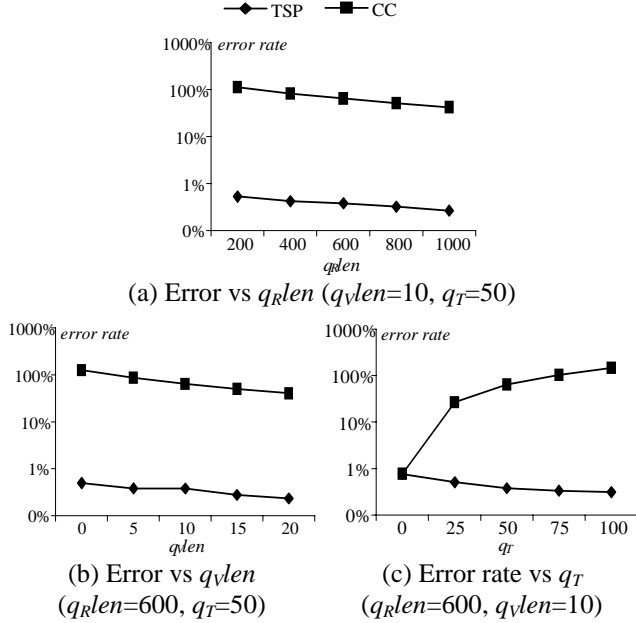 TSP CC
1000% error rate
100%
10%
1%
0%
200 400 600 800 1000
qRlen
(a) Error vs qRlen (qVlen=10, qT=50)
1000% error rate
100%
10%
1%
0%
0 5 10 15 20
qVlen
(b) Error vs qVlen
(qRlen=600, qT=50)
1000% error rate
100%
10%
1%
0%
0 25 50 75 100
qT
(c) Error rate vs qT
(qRlen=600, qVlen=10)